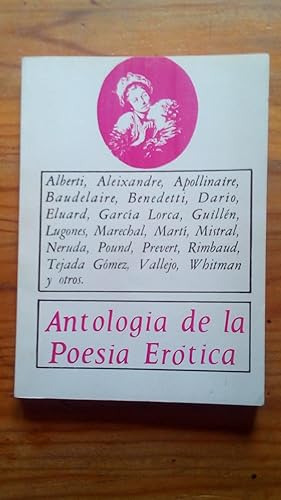 Alberti, Aleixandre, Apollinaire,
Baudelaire, Benedetti, Darío,
Eluard, García Lorca, Guillén,
Lugones, Marechal, Martí, Mistral,
Neruda, Pound, Prevert, Rimbaud,
Tejada Gómez, Vallejo, Whitman
y otros.
Antología de la
Poesía Erótica